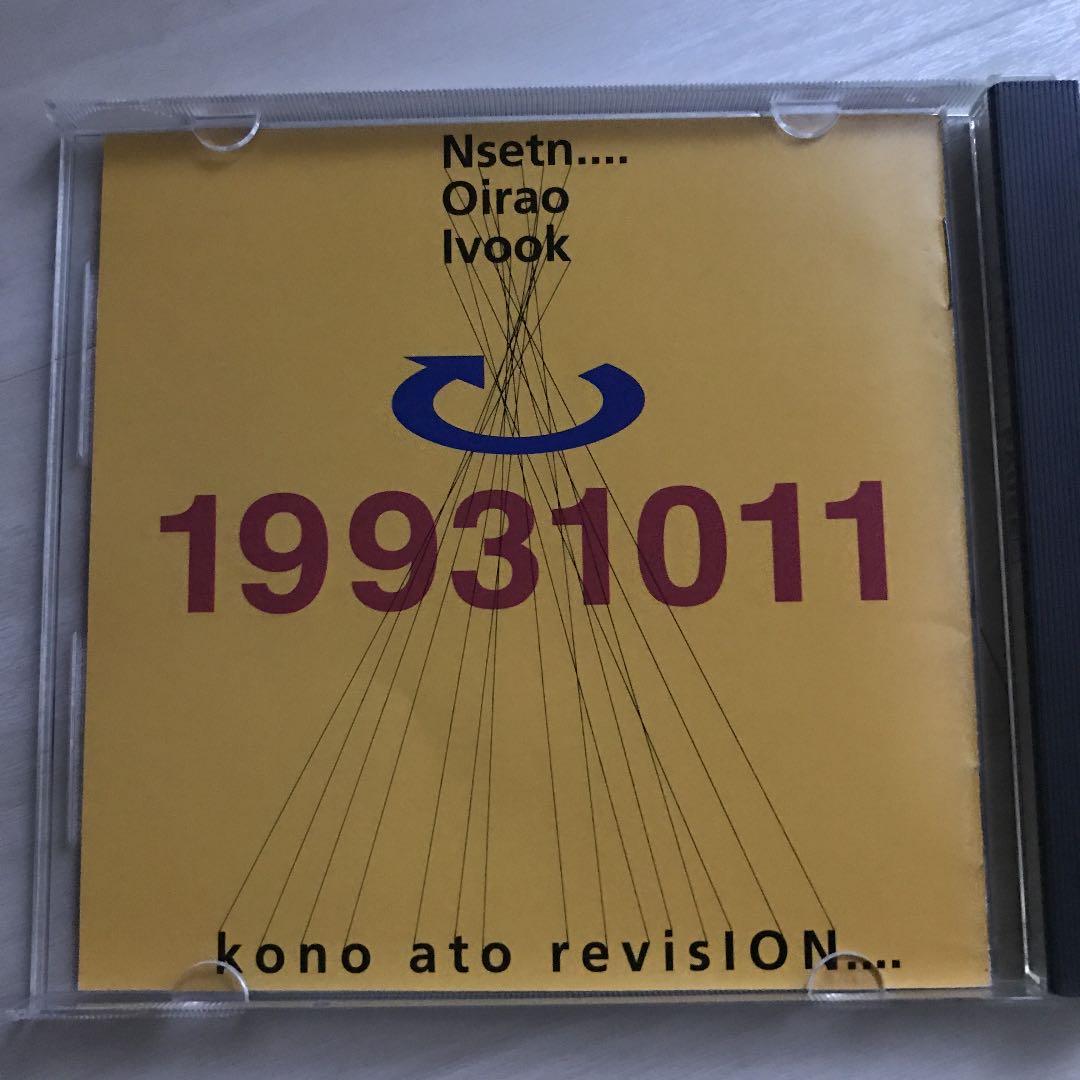 Nsetn....
Oirao
Ivook
19931011
kono ato revisION....